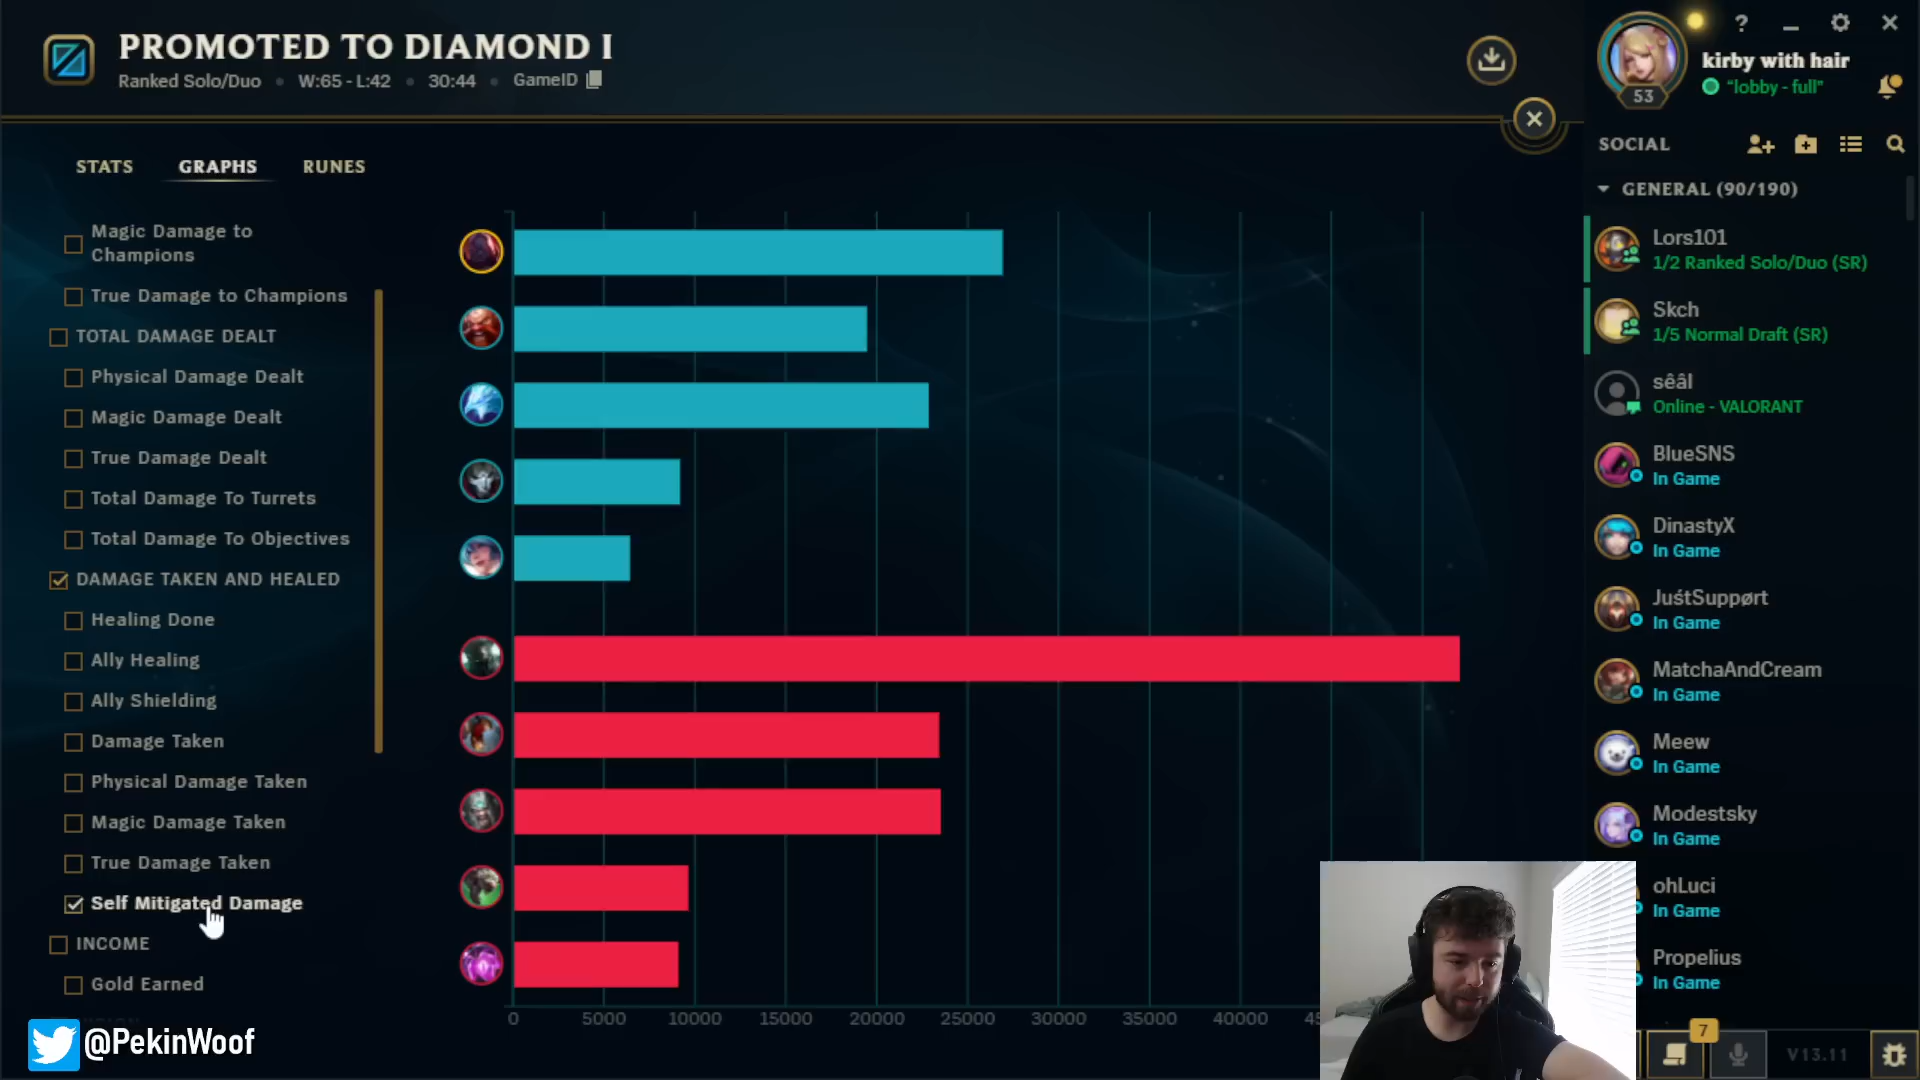 PROMOTED TO DIAMOND I
Ranked Solo/Duo • W:65 - L:42 • 30:44 • GameID
STATS GRAPHS RUNES
Magic Damage to
Champions
True Damage to Champions
TOTAL DAMAGE DEALT
Physical Damage Dealt
Magic Damage Dealt
True Damage Dealt
Total Damage To Turrets
Total Damage To Objectives
DAMAGE TAKEN AND HEALED
Healing Done
Ally Healing
Ally Shielding
Damage Taken
Physical Damage Taken
Magic Damage Taken
True Damage Taken
Self Mitigated Damage
INCOME
Gold Earned
@PekinWoof
0 5000 10000 15000 20000 25000 30000 35000 40000
?
kirby with hair
"lobby - full"
53
SOCIAL
GENERAL (90/190)
Lors101
1/2 Ranked Solo/Duo (SR)
Skch
1/5 Normal Draft (SR)
sêâl
Online - VALORANT
BlueSNS
In Game
DinastyX
In Game
JuśtSuppørt
In Game
MatchaAndCream
In Game
Meew
In Game
Modestsky
In Game
ohLuci
In Game
Propelius
In Game
7
V13.11